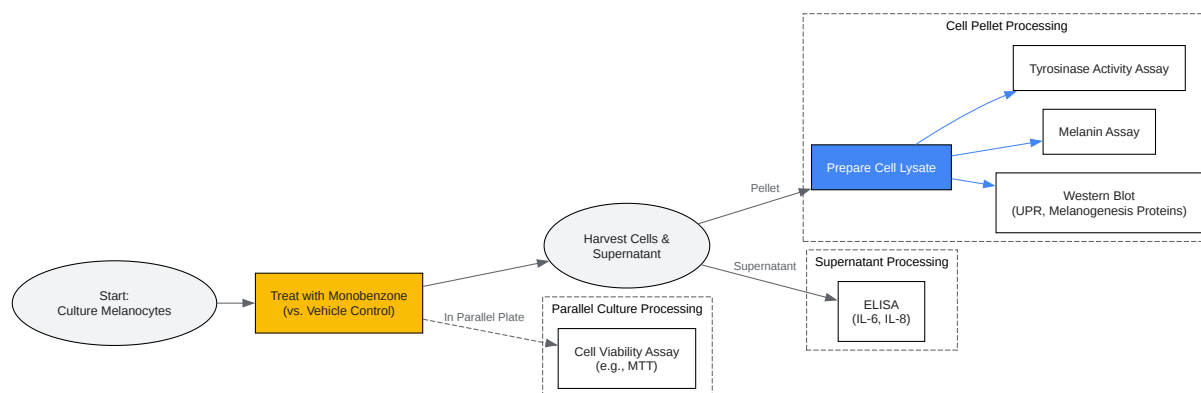 Cell Pellet Processing
Tyrosinase Activity Assay
Melanin Assay
Prepare Cell Lysate
Western Blot
(UPR, Melanogenesis Proteins)
Pellet
Harvest Cells &
Supernatant
Supernatant
Supernatant Processing
ELISA
(IL-6, IL-8)
Start:
Culture Melanocytes
Treat with Monobenzone
(vs. Vehicle Control)
In Parallel Plate
Parallel Culture Processing
Cell Viability Assay
(e.g., MTT)